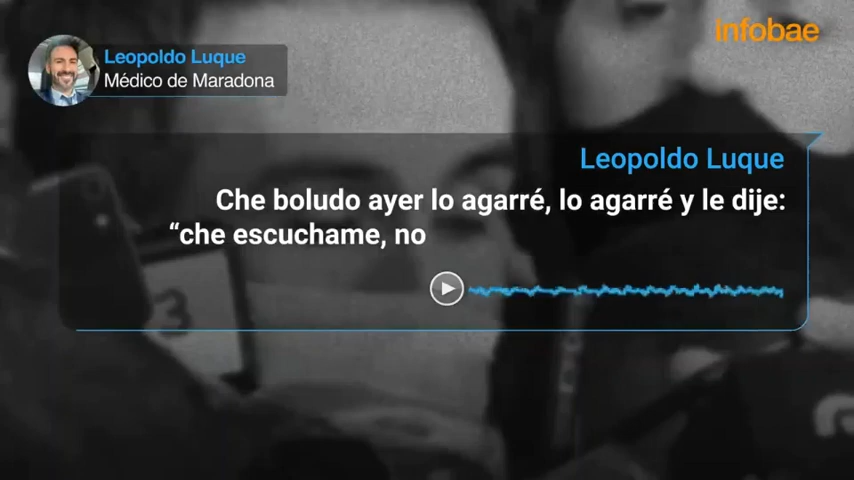 infobae
Leopoldo Luque
Médico de Maradona
Leopoldo Luque
Che boludo ayer lo agarré, lo agarré y le dije:
“che escuchame, no
3